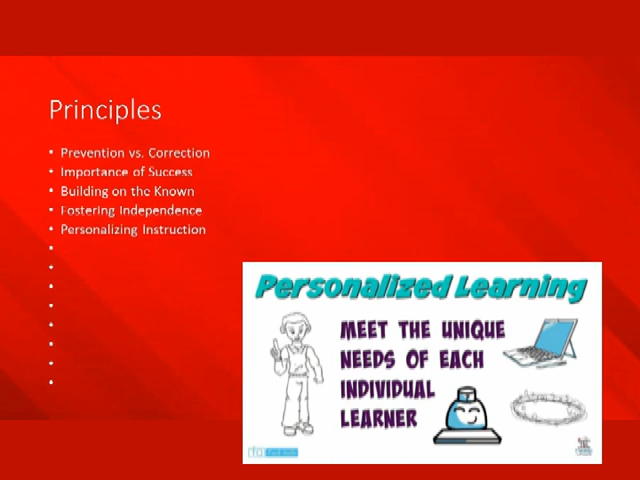 Principles
• Prevention vs. Correction
• Importance of Success
• Building on the Known
• Fostering Independence
• Personalizing Instruction
Personalized Learning
MEET THE UNIQUE
NEEDS OF EACH
INDIVIDUAL
LEARNER